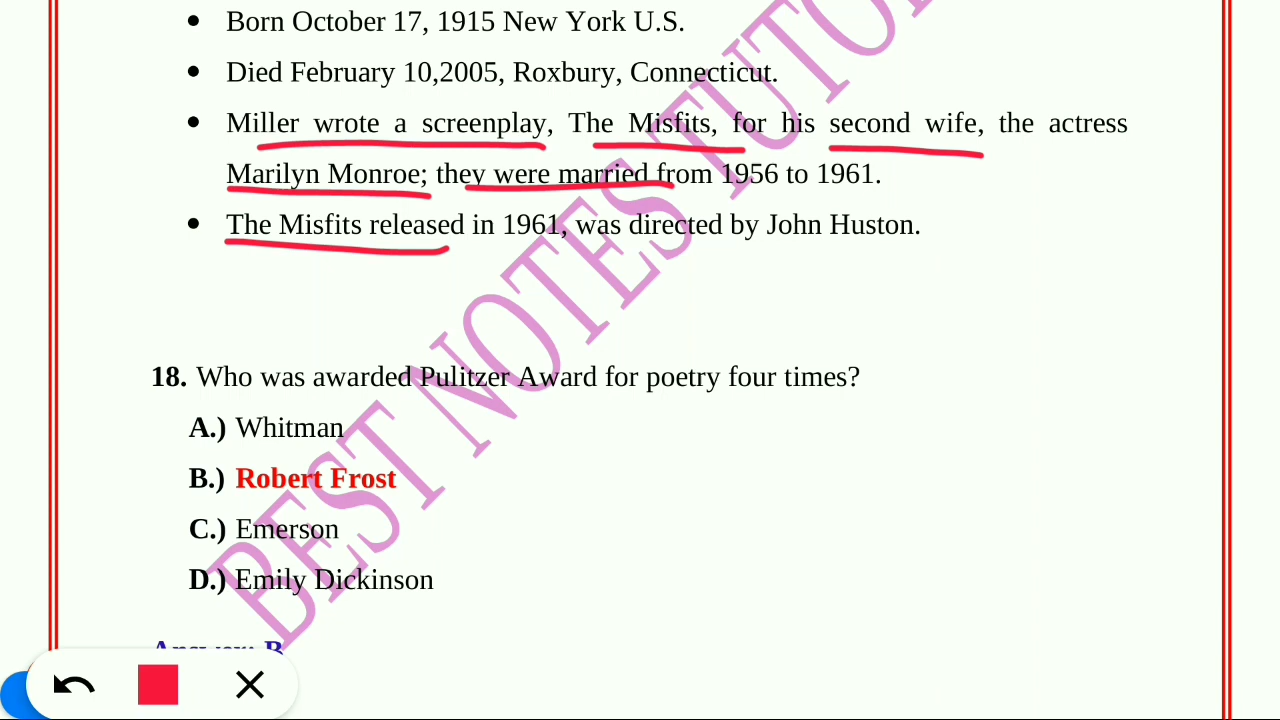 Born October 17, 1915 New York U.S.
Died February 10,2005, Roxbury, Connecticut.
Miller wrote a screenplay, The Misfits, for his second wife, the actress
Marilyn Monroe; they were married from 1956 to 1961.
The Misfits released in 1961, was directed by John Huston.
18. Who was awarded Pulitzer Award for poetry four times?
A.) Whitman
B.) Robert Frost
C.) Emerson
D.) Emily Dickinson
Answer: B
BEST NOTES TUTO